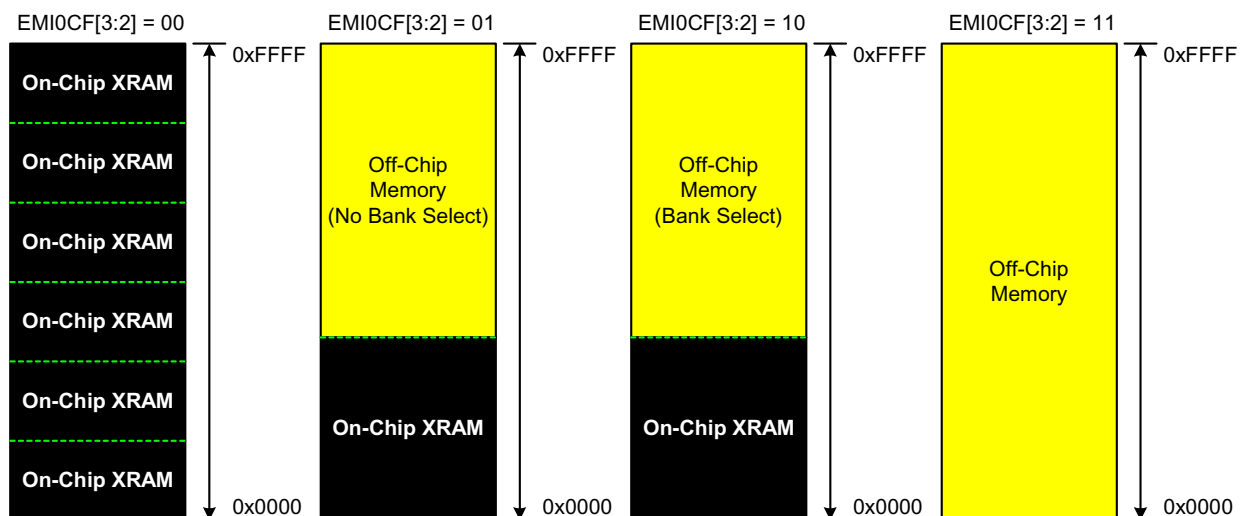 EMI0CF[3:2] = 00
0xFFFF
On-Chip XRAM
On-Chip XRAM
On-Chip XRAM
On-Chip XRAM
On-Chip XRAM
On-Chip XRAM
0x0000
EMI0CF[3:2] = 01
0xFFFF
Off-Chip
Memory
(No Bank Select)
On-Chip XRAM
0x0000
EMI0CF[3:2] = 10
0xFFFF
Off-Chip
Memory
(Bank Select)
On-Chip XRAM
0x0000
EMI0CF[3:2] = 11
0xFFFF
Off-Chip
Memory
0x0000